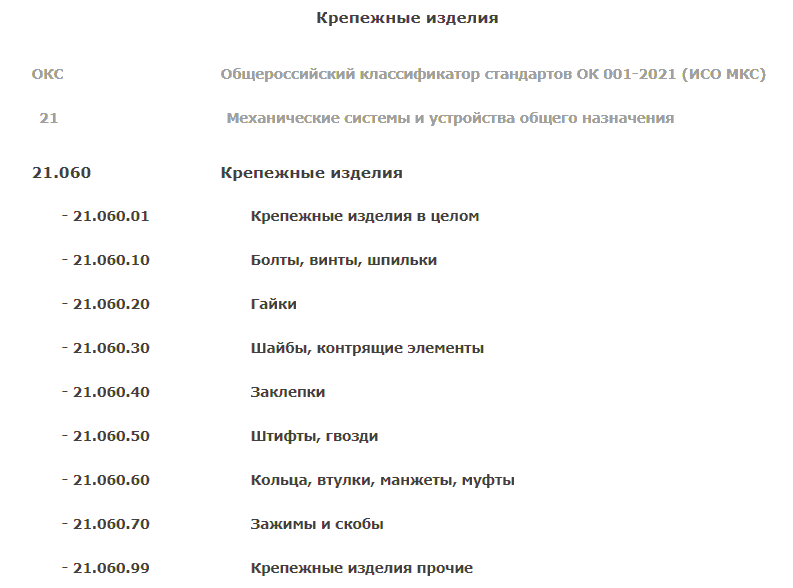 Крепежные изделия
ОКС Общероссийский классификатор стандартов ОК 001-2021 (ИСО МКС)
21 Механические системы и устройства общего назначения
21.060 Крепежные изделия
- 21.060.01 Крепежные изделия в целом
- 21.060.10 Болты, винты, шпильки
- 21.060.20 Гайки
- 21.060.30 Шайбы, контрящие элементы
- 21.060.40 Заклепки
- 21.060.50 Штифты, гвозди
- 21.060.60 Кольца, втулки, манжеты, муфты
- 21.060.70 Зажимы и скобы
- 21.060.99 Крепежные изделия прочие